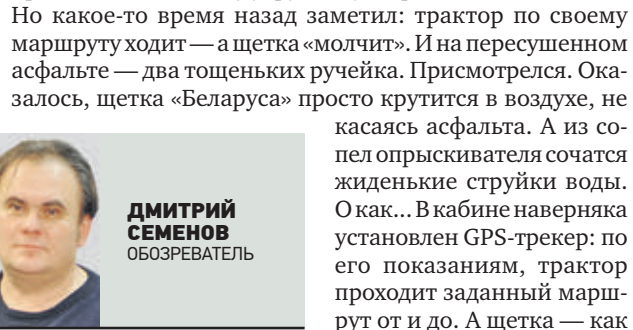 Но какое-то время назад заметил: трактор по своему
маршруту ходит — а щетка «молчит». И на пересушенном
асфальте — два тощеньких ручейка. Присмотрелся. Ока-
залось, щетка «Беларуса» просто крутится в воздухе, не
касаясь асфальта. А из со-
пел опрыскивателя сочатся
жиденькие струйки воды.
О как... В кабине наверняка
установлен GPS-трекер: по
его показаниям, трактор
проходит заданный марш-
рут от и до. А щетка — как
ДМИТРИЙ
СЕМЕНОВ
ОБОЗРЕВАТЕЛЬ